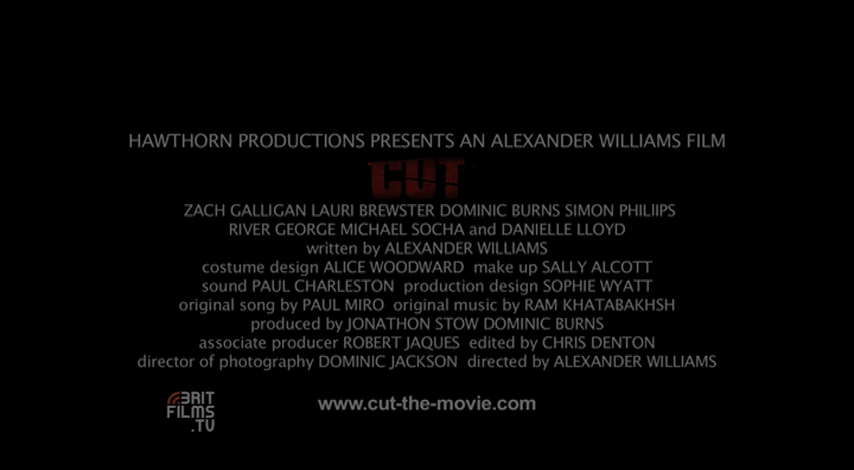 HAWTHORN PRODUCTIONS PRESENTS AN ALEXANDER WILLIAMS FILM
CUT
ZACH GALLIGAN LAURI BREWSTER DOMINIC BURNS SIMON PHILlIPS
RIVER GEORGE MICHAEL SOCHA and DANIELLE LLOYD
written by ALEXANDER WILLIAMS
costume design ALICE WOODWARD make up SALLY ALCOTT
sound PAUL CHARLESTON production design SOPHIE WYATT
original song by PAUL MIRO original music by RAM KHATABAKHSH
produced by JONATHON STOW DOMINIC BURNS
associate producer ROBERT JAQUES edited by CHRIS DENTON
director of photography DOMINIC JACKSON directed by ALEXANDER WILLIAMS
BRIT
FILMS
.TV
www.cut-the-movie.com